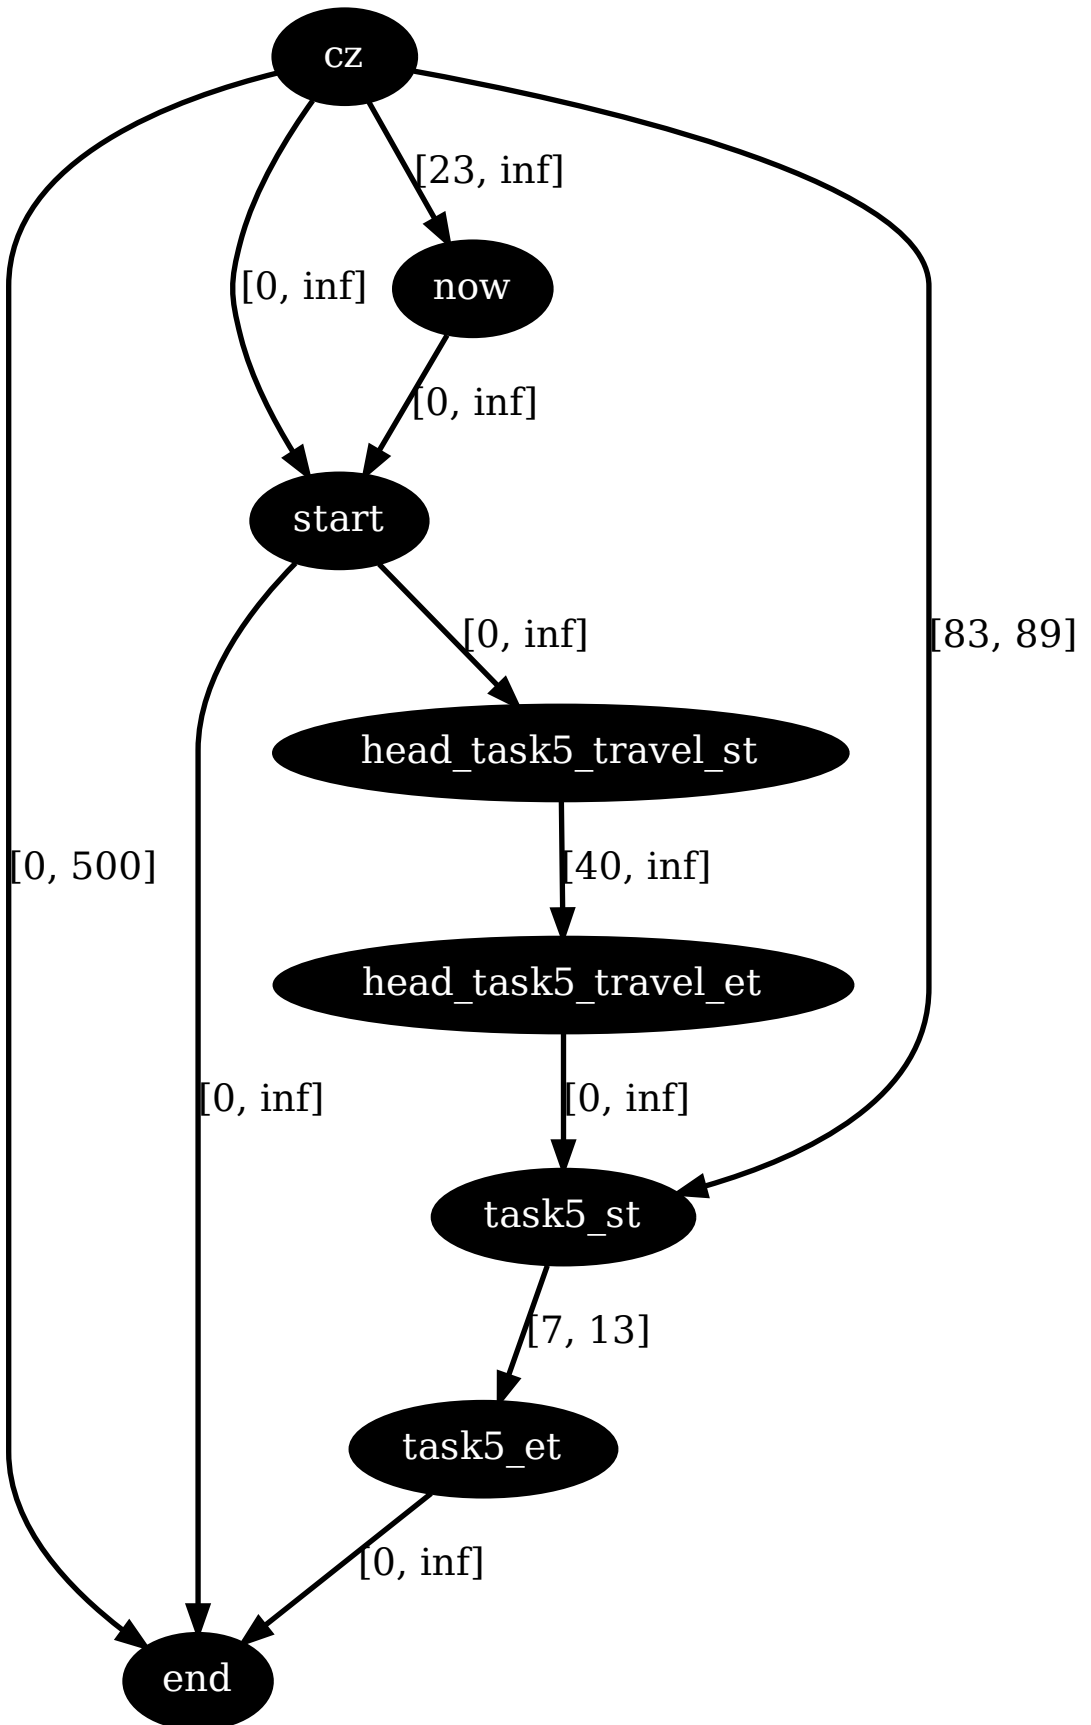 cz
[23, inf]
[0, inf]
now
[0, inf]
start
[0, inf]
[83, 89]
head_task5_travel_st
[0, 500]
[40, inf]
head_task5_travel_et
[0, inf]
[0, inf]
task5_st
[7, 13]
task5_et
[0, inf]
end